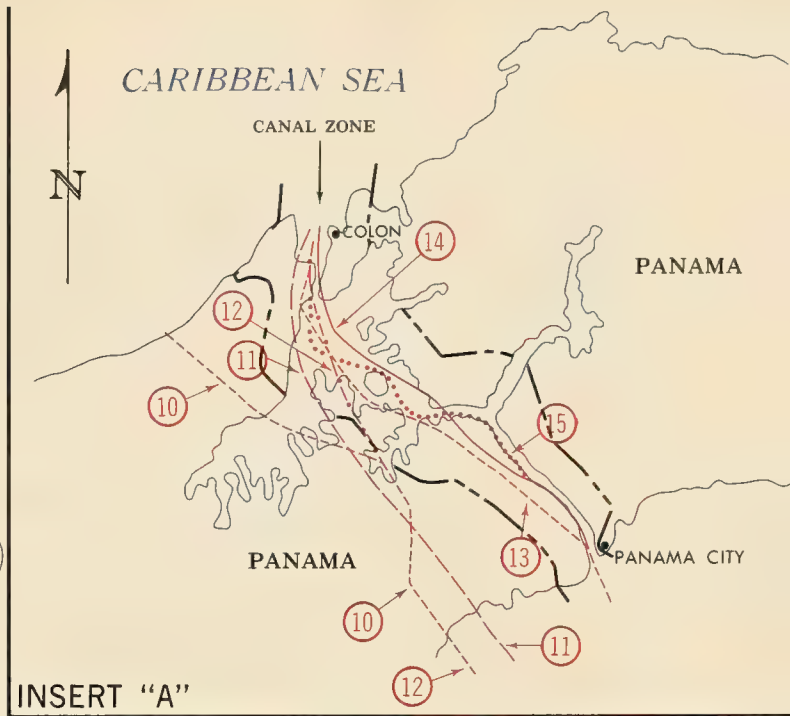 CARIBBEAN SEA
CANAL ZONE
N
COLON
14
PANAMA
12
11
10
15
PANAMA
13
PANAMA CITY
10
11
12
INSERT "A"